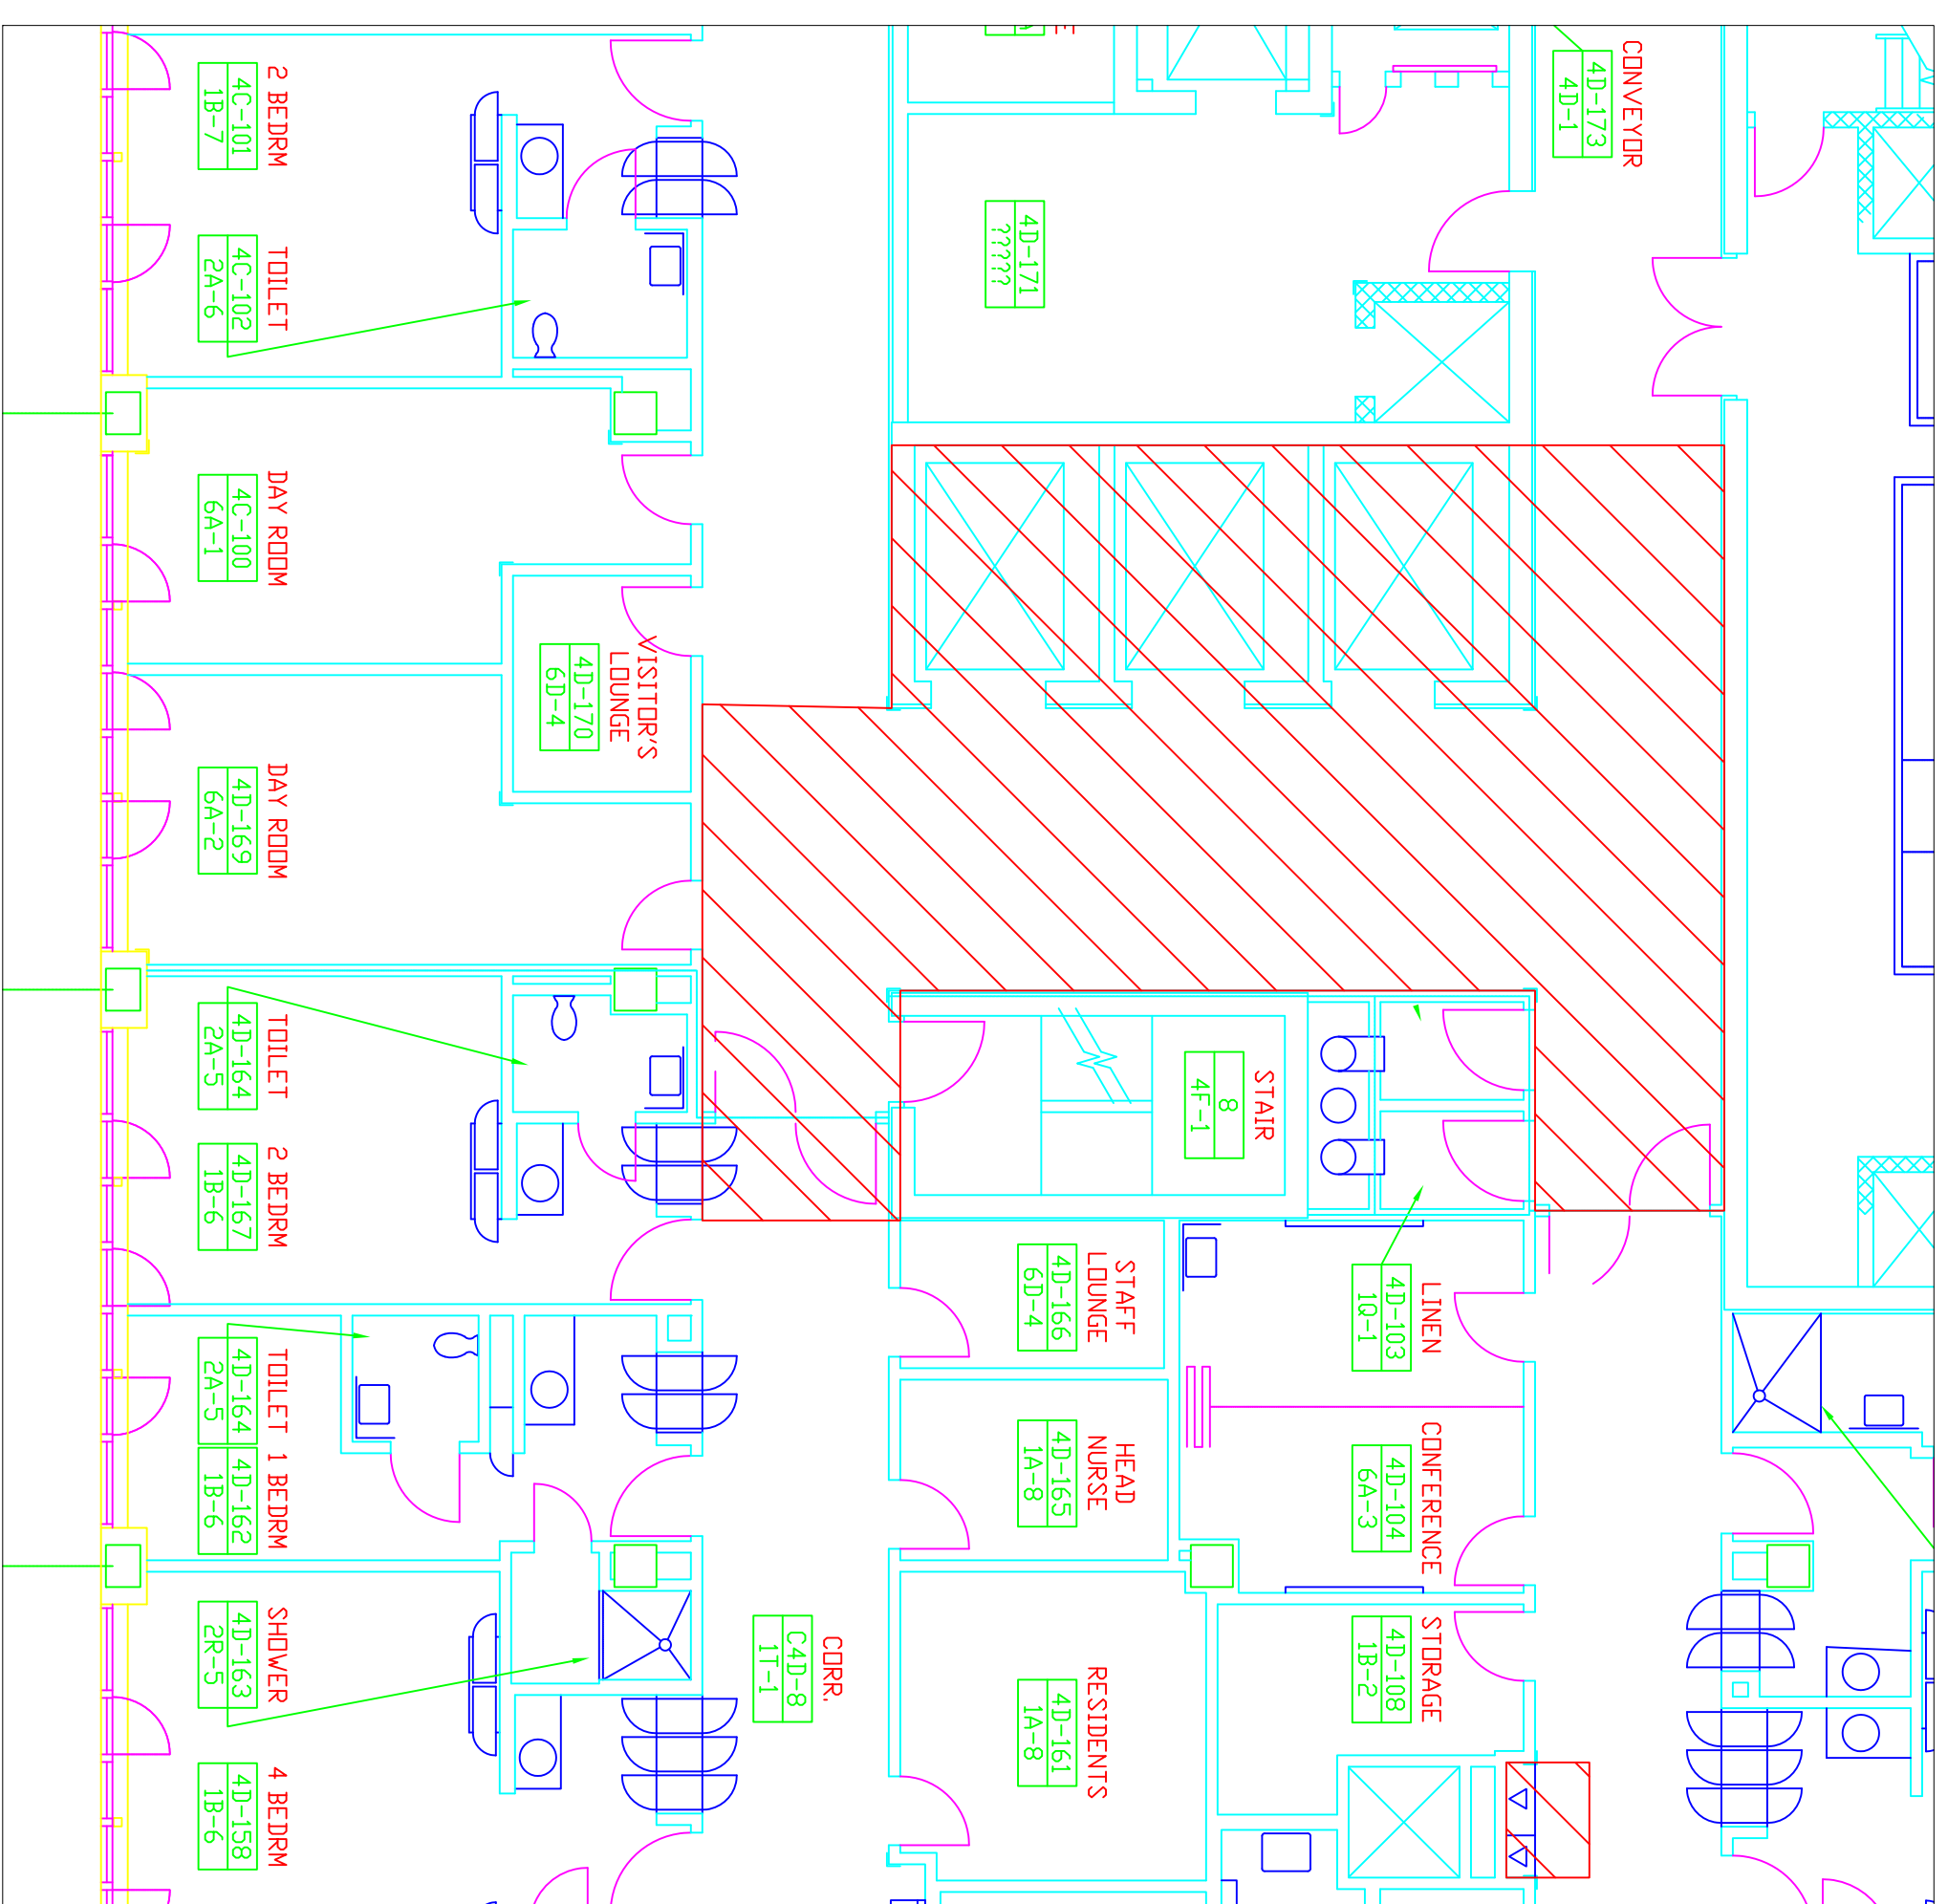 CONVEYOR
4D-173
4D-1
4D-171
?????
2 BEDRM
4C-101
1B-7
TOILET
4C-102
2A-6
DAY ROOM
4C-100
6A-1
VISITOR'S
LOUNGE
4D-170
6D-4
DAY ROOM
4D-169
6A-2
TOILET
4D-164
2A-5
2 BEDRM
4D-167
1B-6
TOILET
4D-164
2A-5
1 BEDRM
4D-162
1B-6
SHOWER
4D-163
2R-5
4 BEDRM
4D-158
1B-6
STAIR
8
4F-1
STAFF
LOUNGE
4D-166
6D-4
LINEN
4D-103
1Q-1
HEAD
NURSE
4D-165
1A-8
CONFERENCE
4D-104
6A-3
CORR.
C4D-8
1T-1
RESIDENTS
4D-161
1A-8
STORAGE
4D-108
1B-2